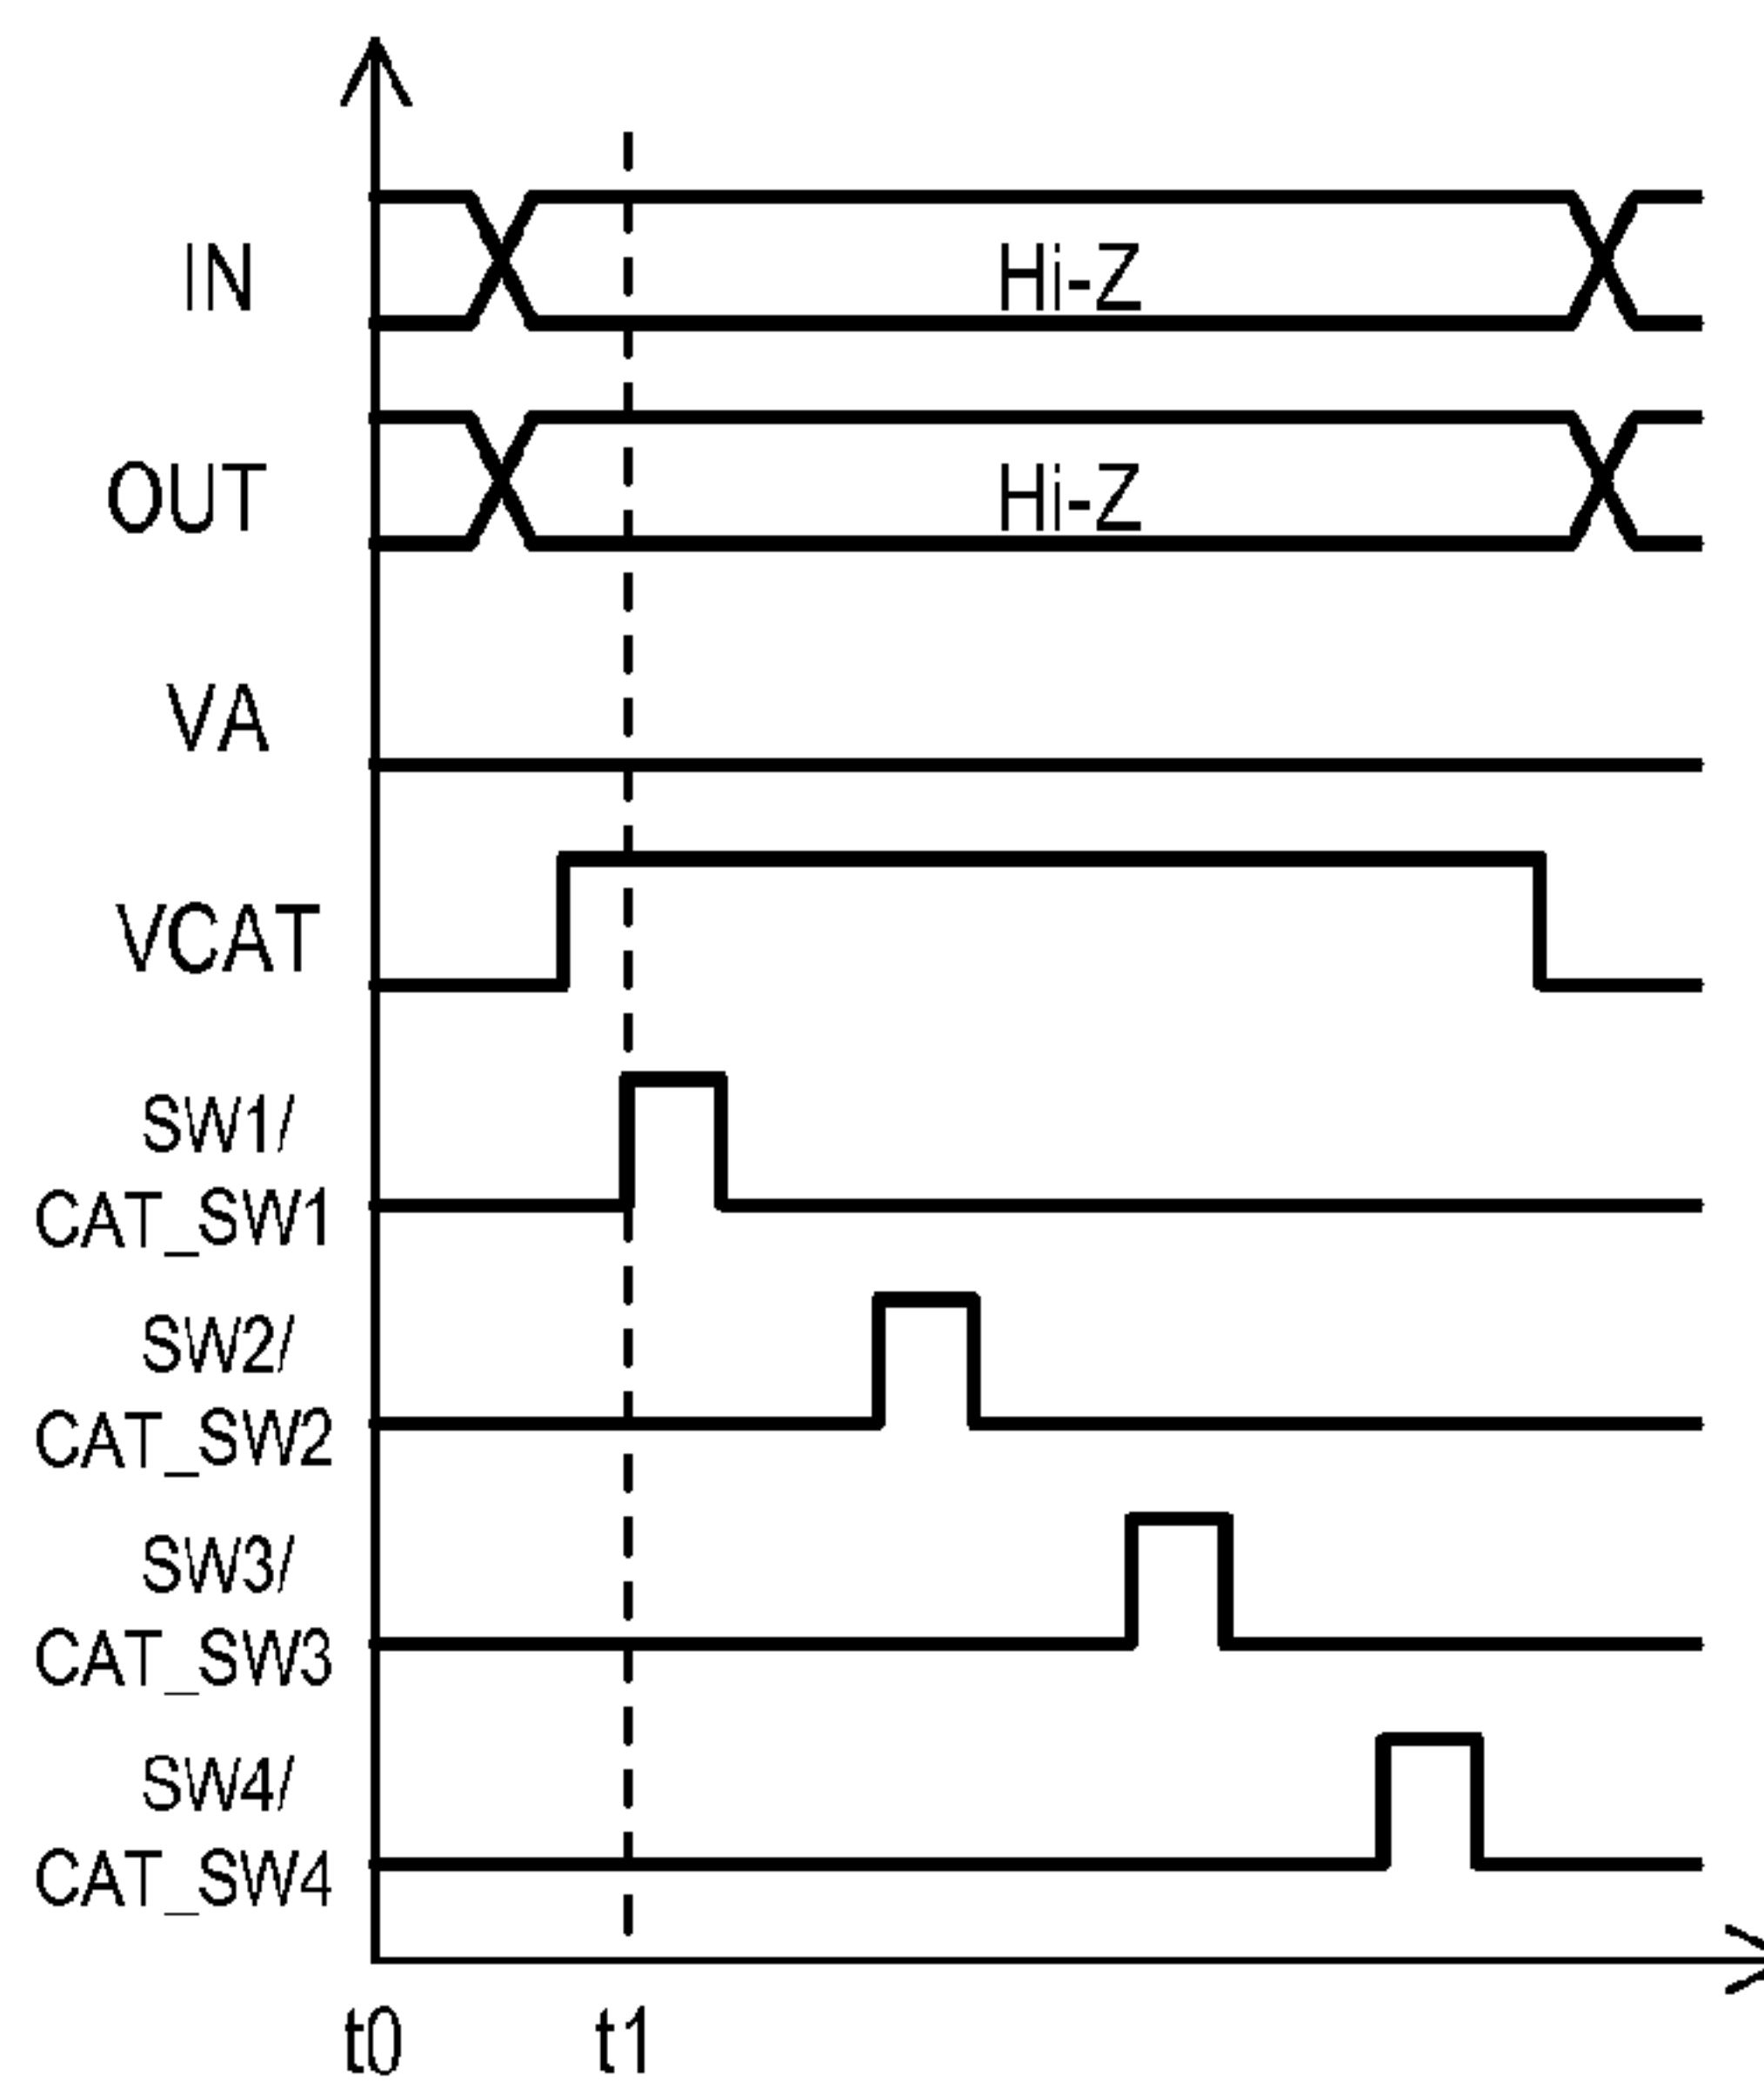 IN
Hi-Z
OUT
Hi-Z
VA
VCAT
SW1/
CAT_SW1
SW2/
CAT_SW2
SW3/
CAT_SW3
SW4/
CAT_SW4
t0
t1